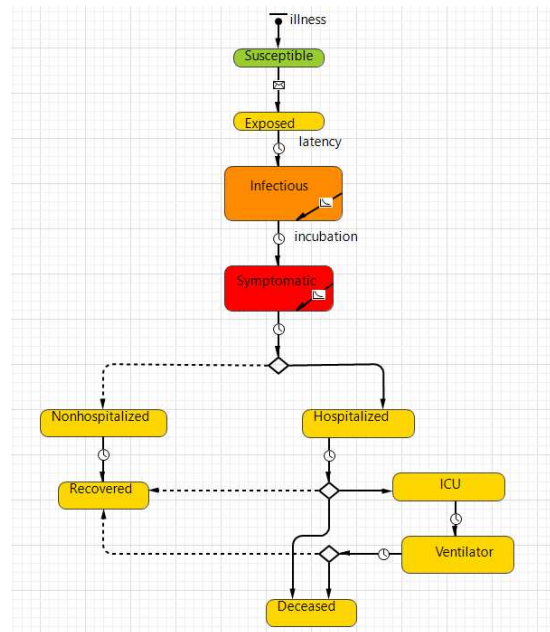 illness
Susceptible
Exposed
latency
Infectious
incubation
Symptomatic
Nonhospitalized
Hospitalized
Recovered
ICU
Ventilator
Deceased